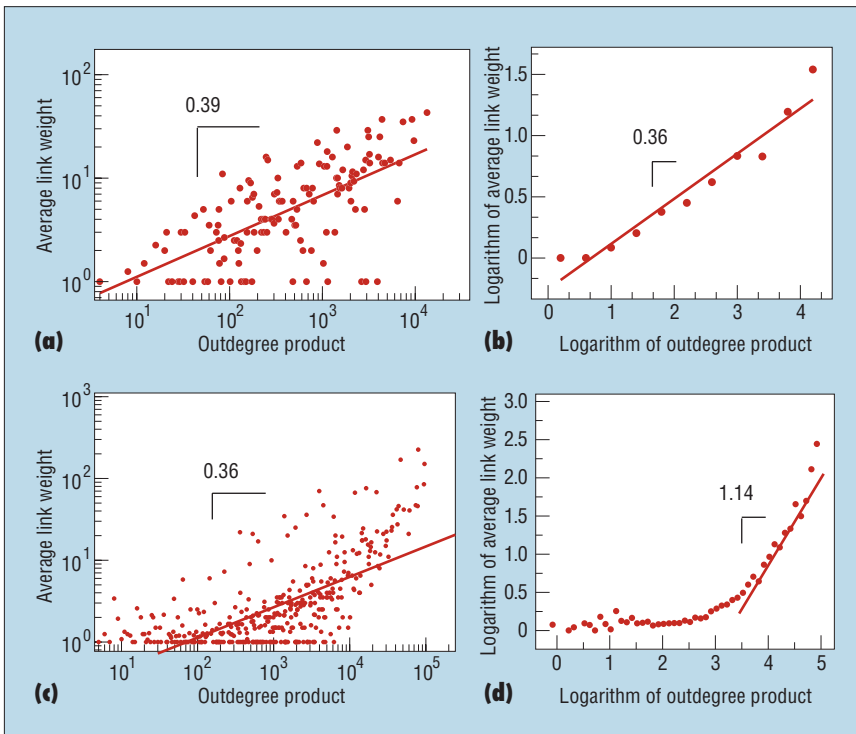 10²
10¹
10⁰
Average link weight
0.39
10¹ 10² 10³ 10⁴
Outdegree product
(a)
1.5
1.0
0.5
0
Logarithm of average link weight
0.36
0 1 2 3 4
Logarithm of outdegree product
(b)
10³
10²
10¹
10⁰
Average link weight
0.36
10¹ 10² 10³ 10⁴ 10⁵
Outdegree product
(c)
3.0
2.5
2.0
1.5
1.0
0.5
0
Logarithm of average link weight
1.14
0 1 2 3 4 5
Logarithm of outdegree product
(d)